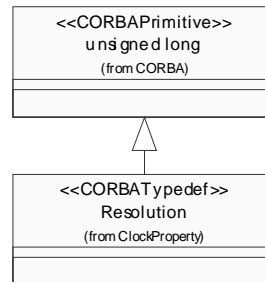 <<CORBAPrimitive>>
unsigned long
(from CORBA)
<<CORBATypedef>>
Resolution
(from ClockProperty)